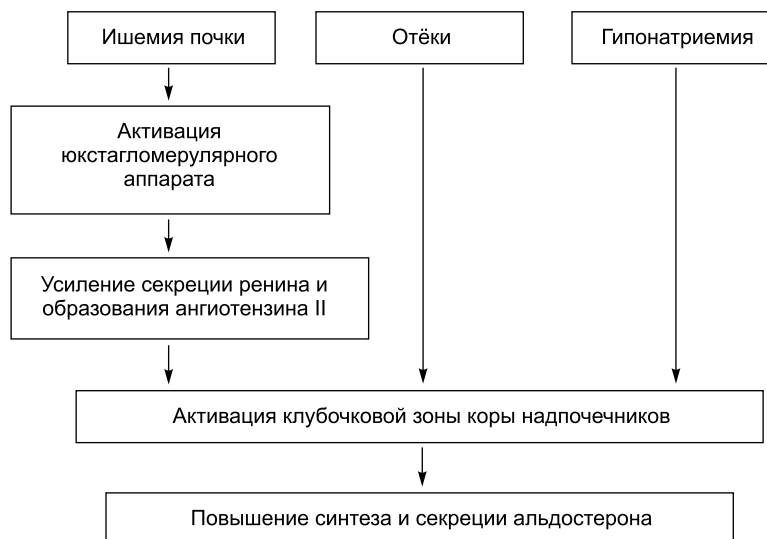 Ишемия почки
Отёки
Гипонатриемия
Активация
юкстагломерулярного
аппарата
Усиление секреции ренина и
образования ангиотензина II
Активация клубочковой зоны коры надпочечников
Повышение синтеза и секреции альдостерона